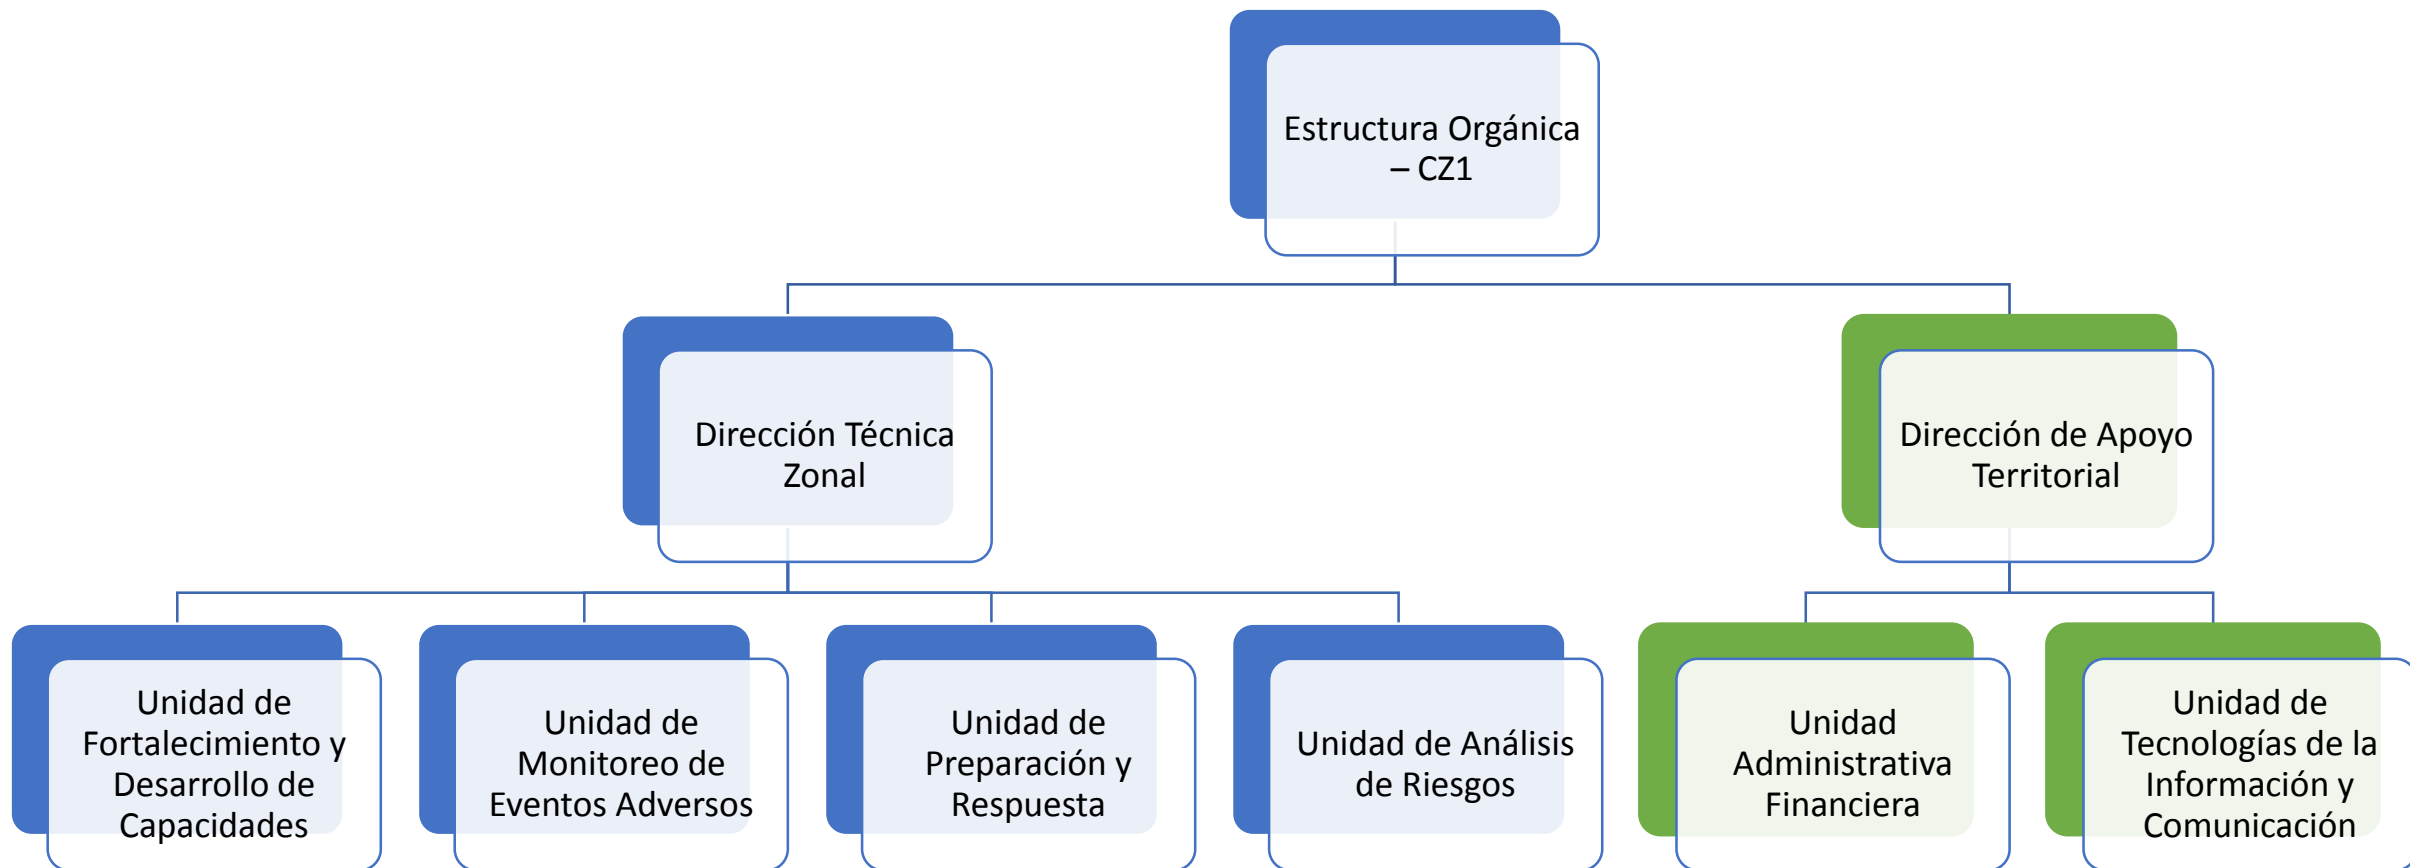 Estructura Orgánica
– CZ1
Dirección Técnica
Zonal
Dirección de Apoyo
Territorial
Unidad de
Fortalecimiento y
Desarrollo de
Capacidades
Unidad de
Monitoreo de
Eventos Adversos
Unidad de
Preparación y
Respuesta
Unidad de Análisis
de Riesgos
Unidad
Administrativa
Financiera
Unidad de
Tecnologías de la
Información y
Comunicación